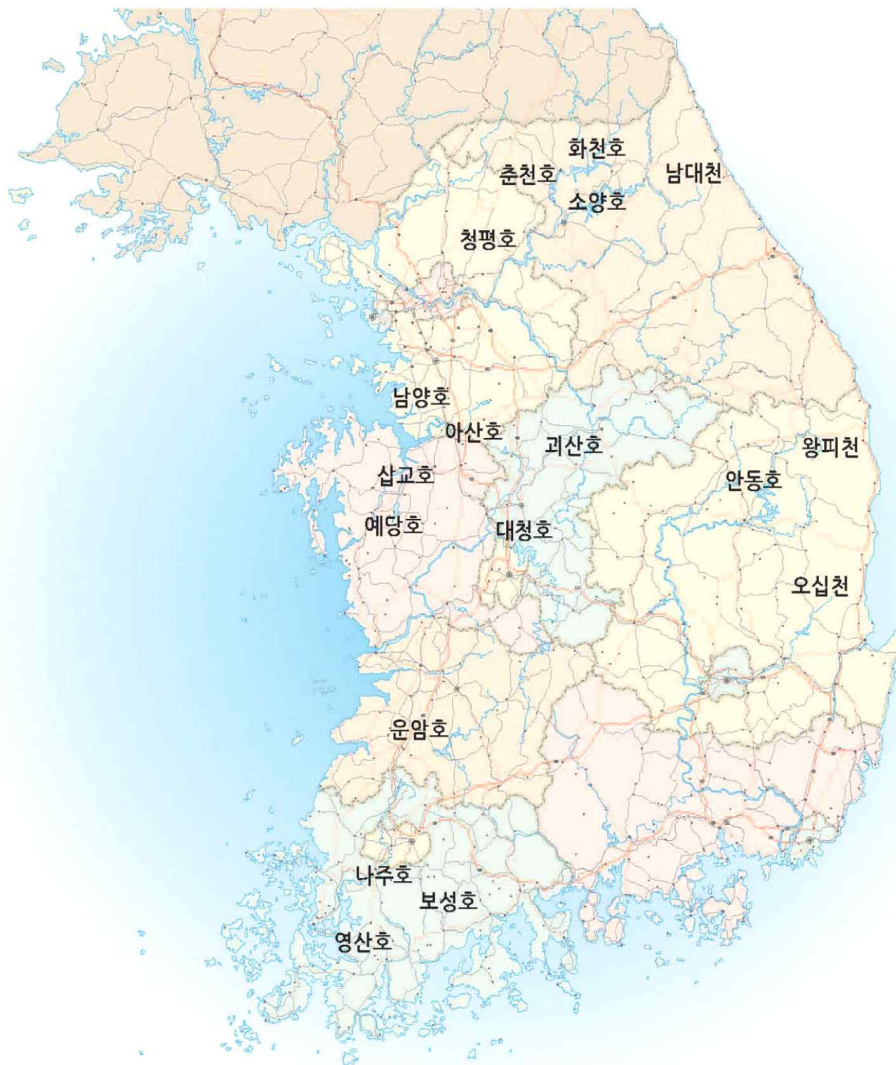 화천호
춘천호
남대천
소양호
청평호
남양호
아산호
괴산호
왕피천
삽교호
안동호
예당호
대청호
오십천
운암호
나주호
보성호
영산호